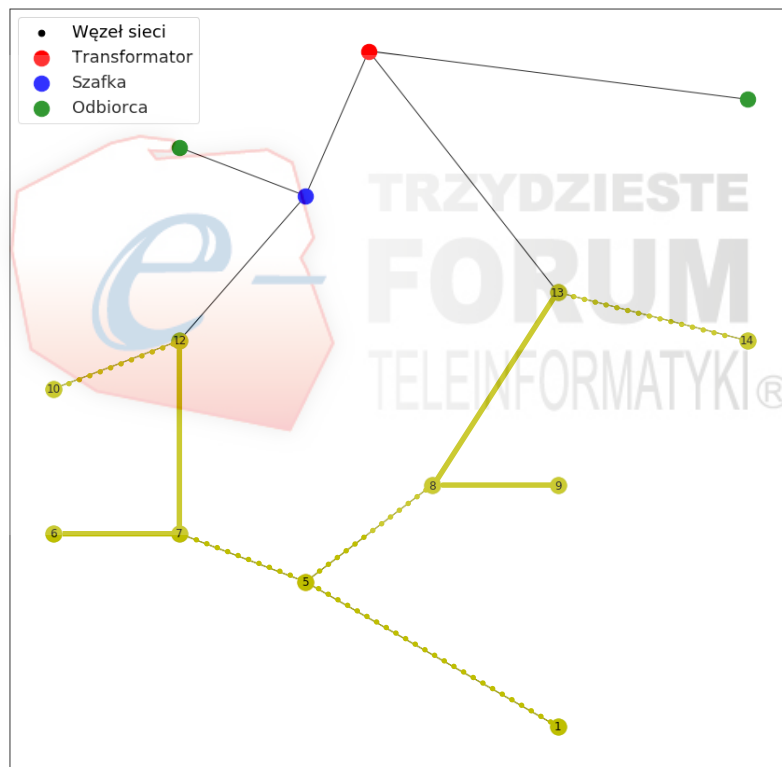 Węzeł sieci
Transformator
Szafka
Odbiorca
TRZYDZIESTE
e-
FORUM
13
12
14
TELEINFORMATYKI®
10
8
9
6
7
5
1